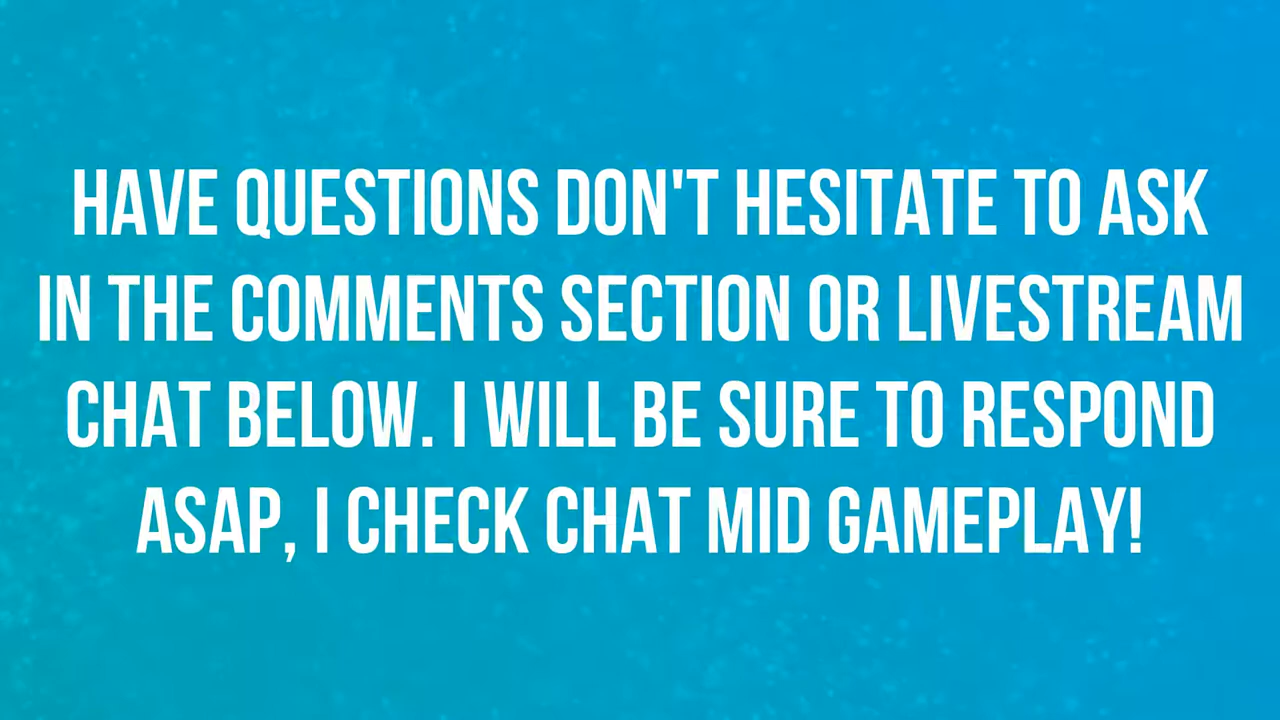 HAVE QUESTIONS DON'T HESITATE TO ASK
IN THE COMMENTS SECTION OR LIVESTREAM
CHAT BELOW. I WILL BE SURE TO RESPOND
ASAP, I CHECK CHAT MID GAMEPLAY!